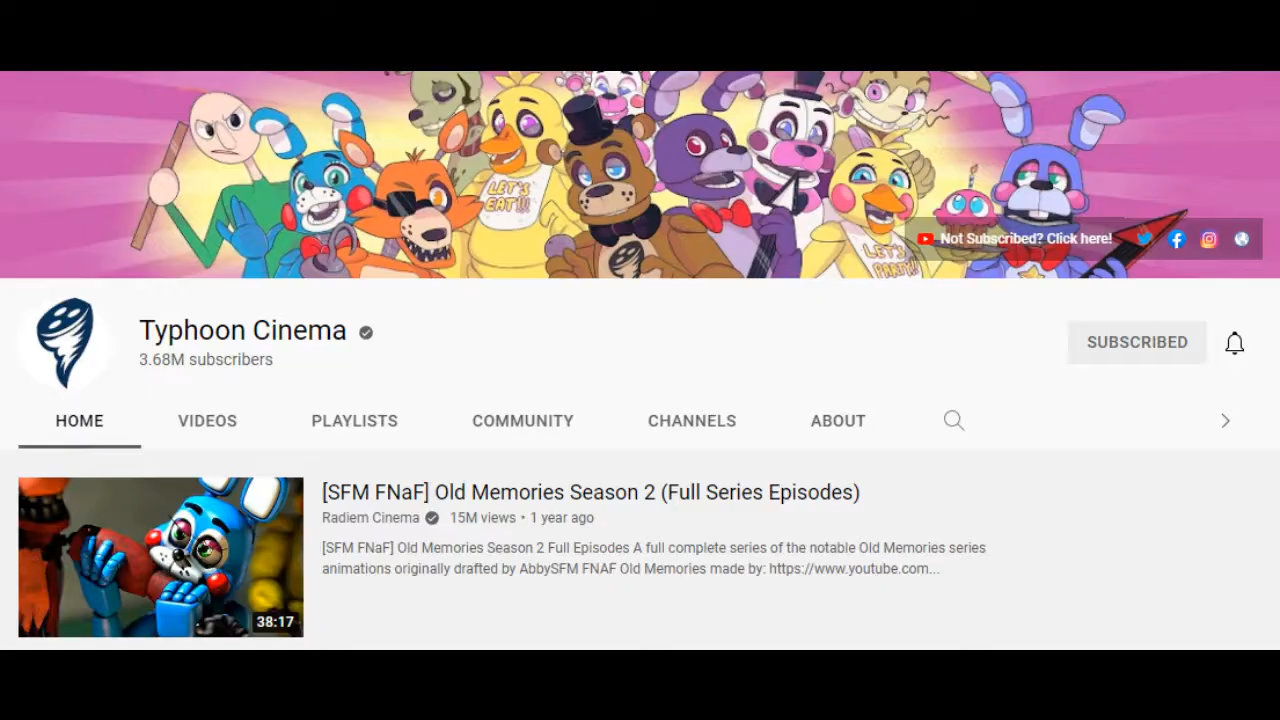 LET'S
EAT!!!
LET'S
PARTY!!
Not Subscribed? Click here!
Typhoon Cinema
3.68M subscribers
SUBSCRIBED
HOME VIDEOS PLAYLISTS COMMUNITY CHANNELS ABOUT
[SFM FNaF] Old Memories Season 2 (Full Series Episodes)
Radiem Cinema 15M views • 1 year ago
[SFM FNaF] Old Memories Season 2 Full Episodes A full complete series of the notable Old Memories series
animations originally drafted by AbbySFM FNAF Old Memories made by: https://www.youtube.com...
38:17